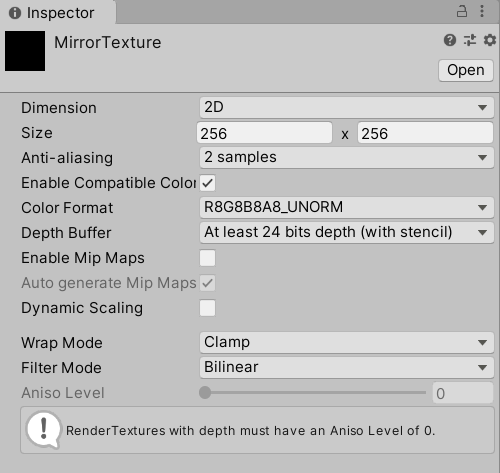 Inspector
MirrorTexture
Open
Dimension 2D
Size 256 x 256
Anti-aliasing 2 samples
Enable Compatible Color
Color Format R8G8B8A8_UNORM
Depth Buffer At least 24 bits depth (with stencil)
Enable Mip Maps
Auto generate Mip Maps
Dynamic Scaling
Wrap Mode Clamp
Filter Mode Bilinear
Aniso Level 0
RenderTextures with depth must have an Aniso Level of 0.